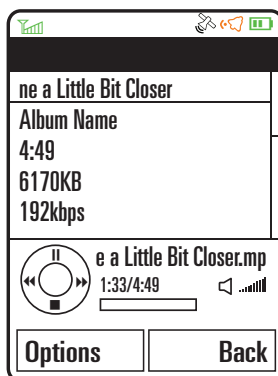 ne a Little Bit Closer
Album Name
4:49
6170KB
192kbps
e a Little Bit Closer.mp
1:33/4:49
Options Back